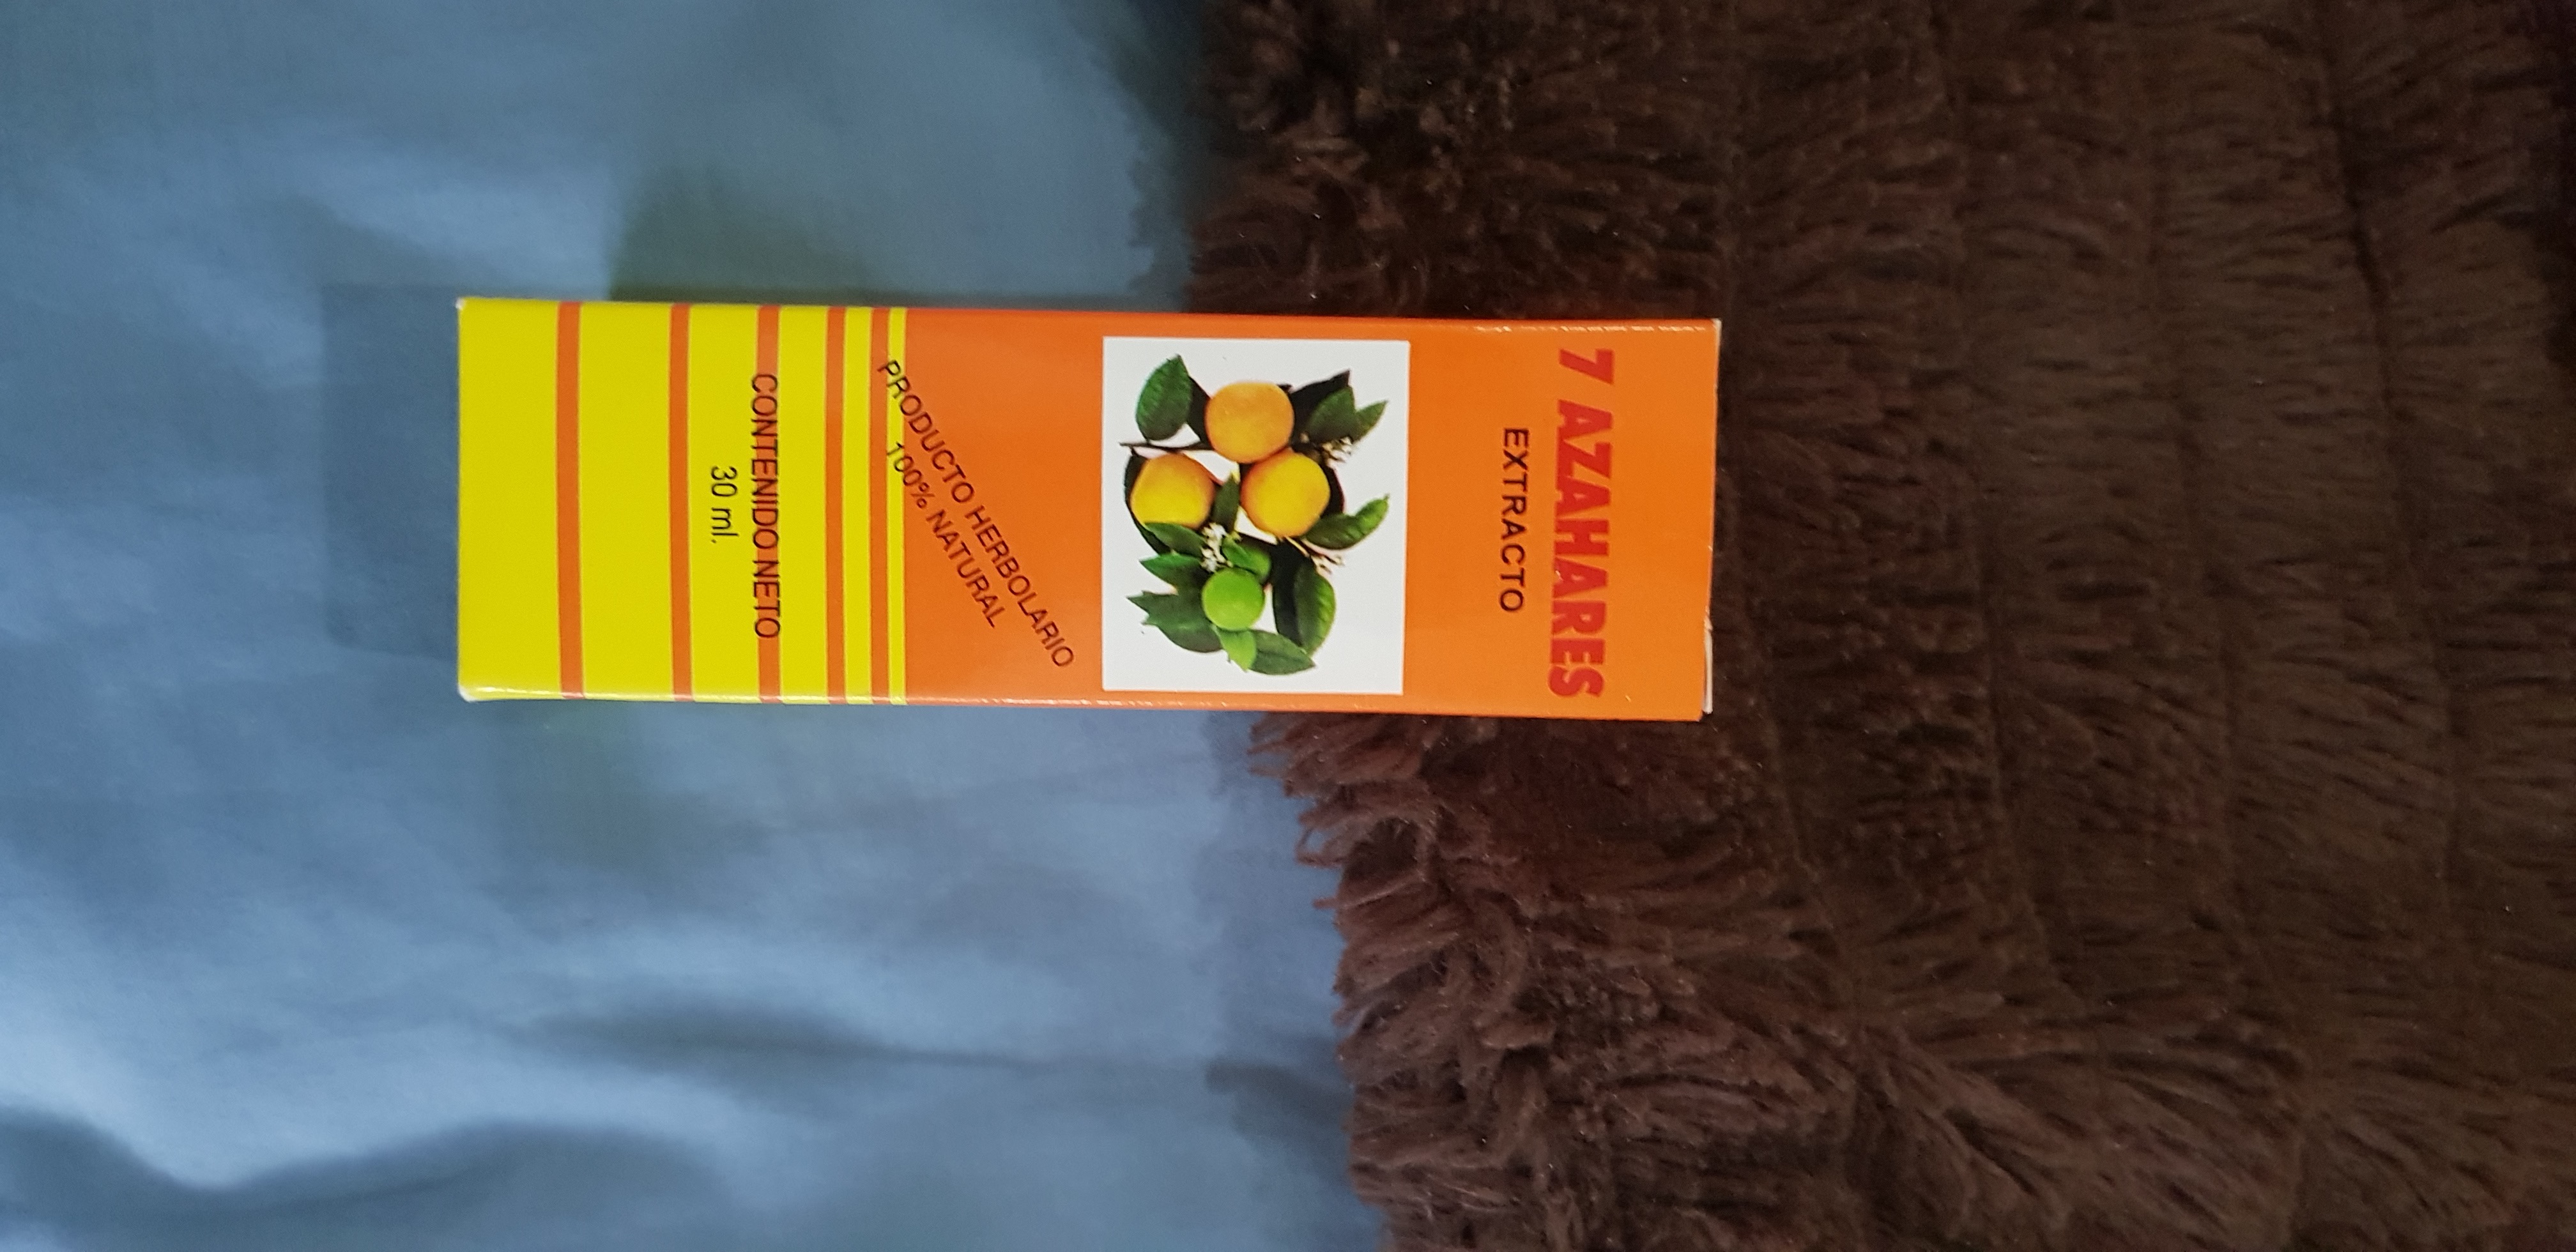 7 AZAHARES
EXTRACTO
PRODUCTO HERBOLARIO
100% NATURAL
CONTENIDO NETO
30 ml.